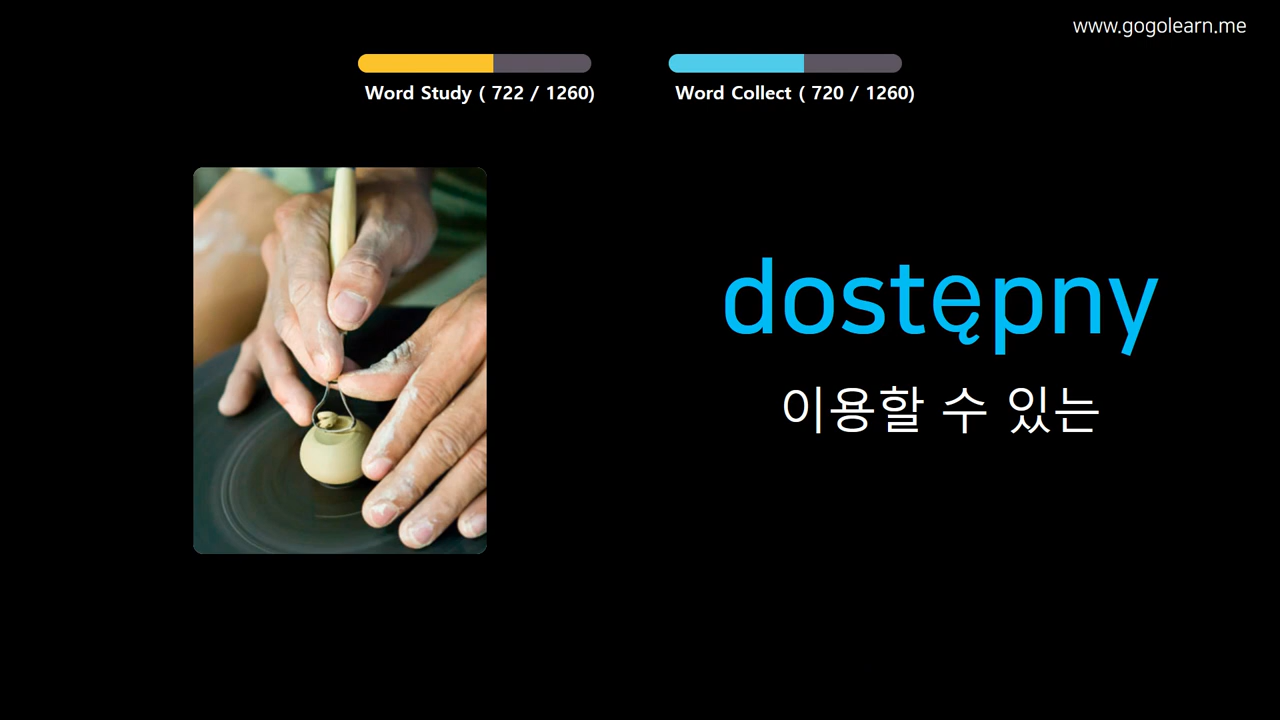 www.gogolearn.me
Word Study ( 722 / 1260)
Word Collect ( 720 / 1260)
dostępny
이용할 수 있는